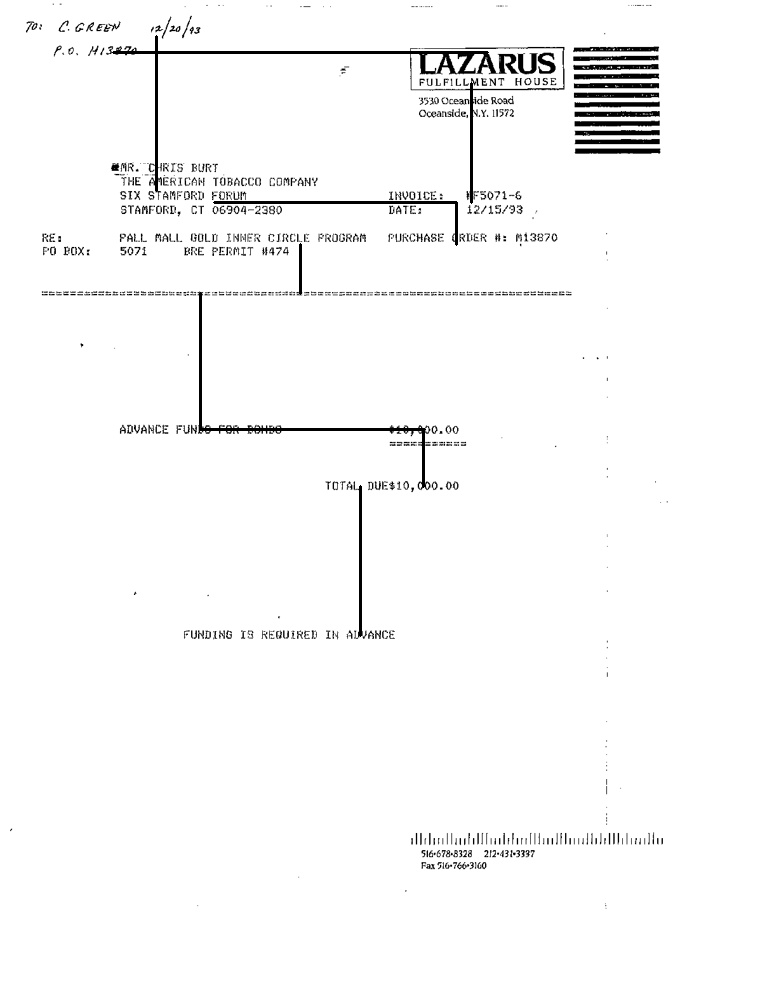 TO: C. GREEN 12/20/93
P.O. M13870
LAZARUS
FULFILLMENT HOUSE
3530 Oceanside Road
Oceanside, N.Y. 11572
MR. CHRIS BURT
THE AMERICAN TOBACCO COMPANY
SIX STAMFORD FORUM INVOICE: #F5071-6
STAMFORD, CT 06904-2380 DATE: 12/15/93
RE: PALL MALL GOLD INNER CIRCLE PROGRAM PURCHASE ORDER #: M13870
PO BOX: 5071 BRE PERMIT #474
ADVANCE FUNDS FOR $10,000.00
TOTAL DUE$10,000.00
FUNDING IS REQUIRED IN ADVANCE
516•678•8328 212•431•3397
Fax 516•766•3160